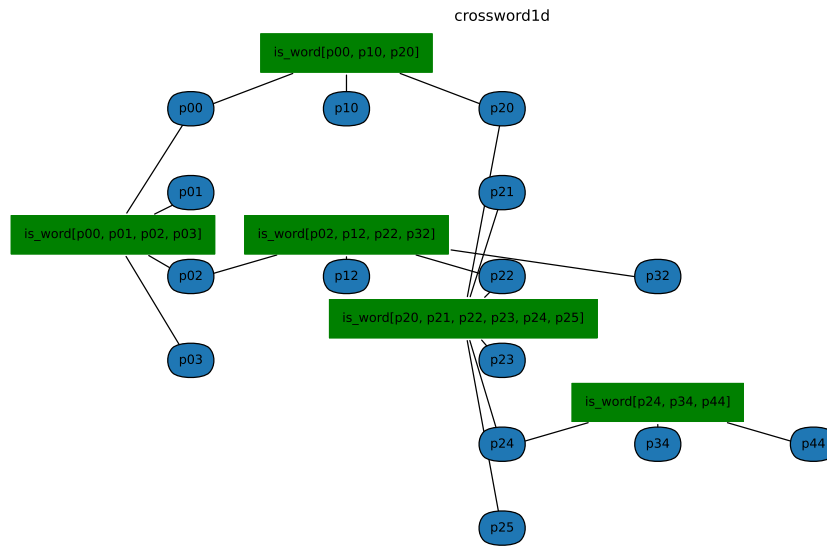 crossword1d
is_word[p00, p10, p20]
p00
p10
p20
p01
p21
is_word[p00, p01, p02, p03]
is_word[p02, p12, p22, p32]
p02
p12
p22
p32
is_word[p20, p21, p22, p23, p24, p25]
p03
p23
is_word[p24, p34, p44]
p24
p34
p44
p25